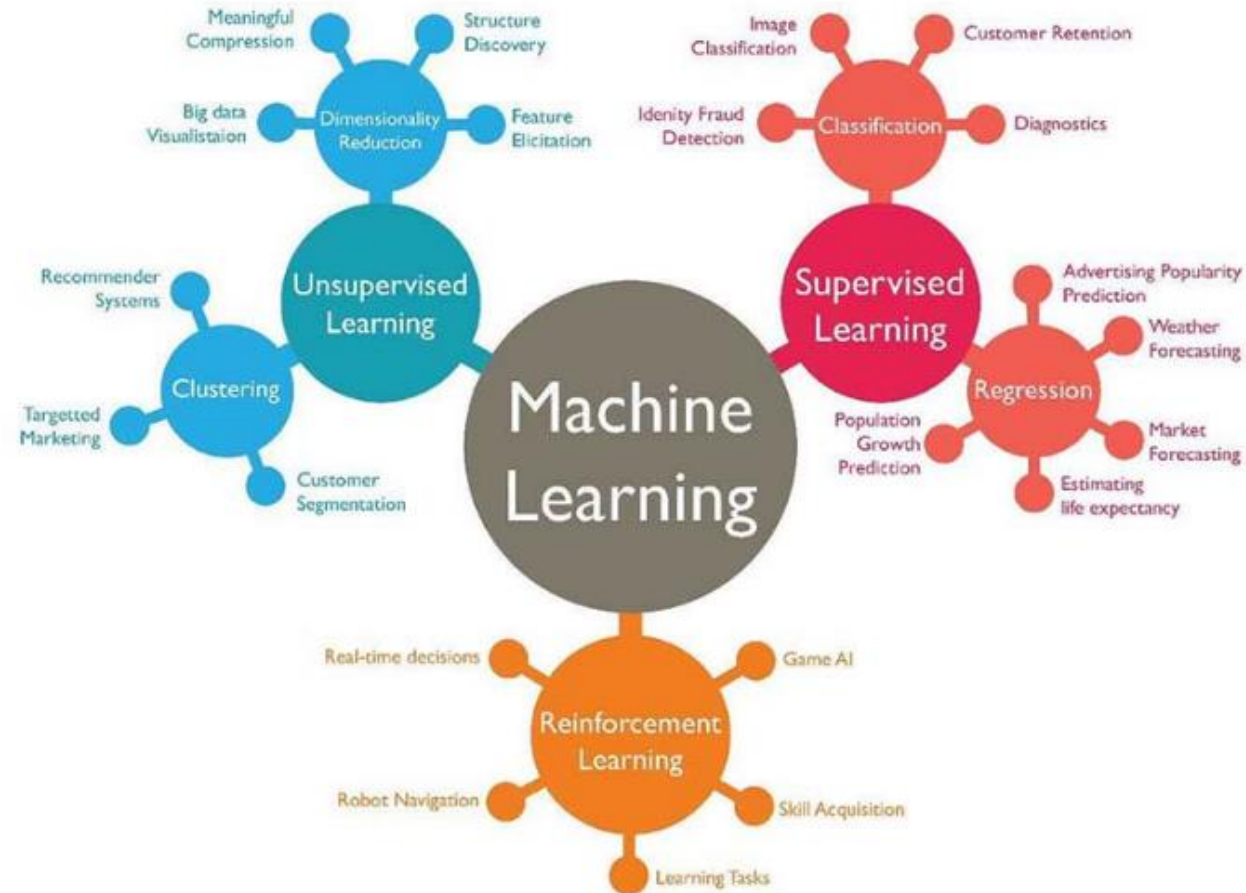 Meaningful
Compression
Structure
Discovery
Big data
Visualistaion
Dimensionality
Reduction
Feature
Elicitation
Image
Classification
Customer Retention
Idenity Fraud
Detection
Classification
Diagnostics
Unsupervised
Learning
Recommender
Systems
Clustering
Targetted
Marketing
Customer
Segmentation
Supervised
Learning
Advertising Popularity
Prediction
Weather
Forecasting
Regression
Population
Growth
Prediction
Market
Forecasting
Estimating
life expectancy
Machine
Learning
Real-time decisions
Game AI
Reinforcement
Learning
Robot Navigation
Skill Acquisition
Learning Tasks